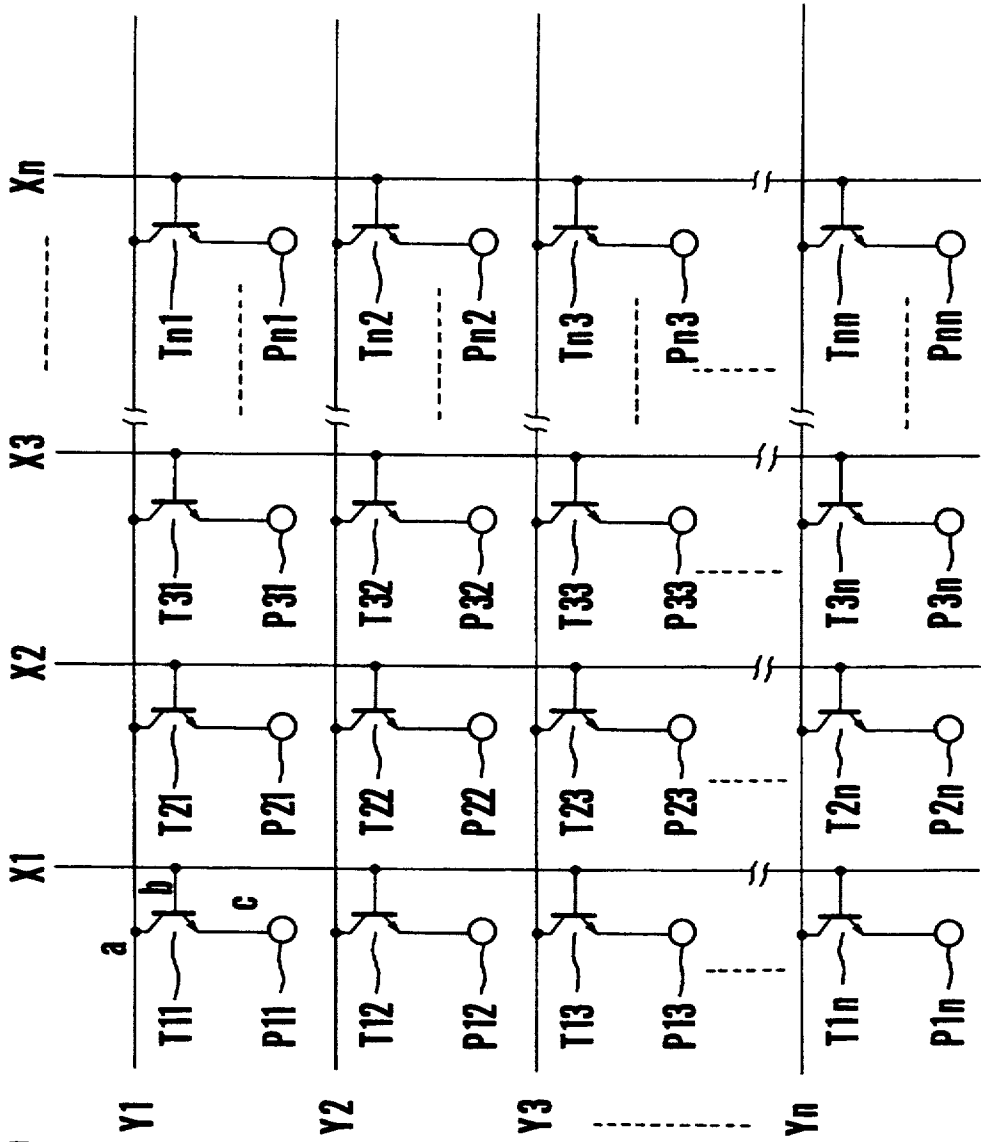 X1 X2 X3 Xn
Y1
a
b
c
T11 T21 T31 Tn1
P11 P21 P31 Pn1
Y2
T12 T22 T32 Tn2
P12 P22 P32 Pn2
Y3
T13 T23 T33 Tn3
P13 P23 P33 Pn3
Yn
T1n T2n T3n Tnn
P1n P2n P3n Pnn